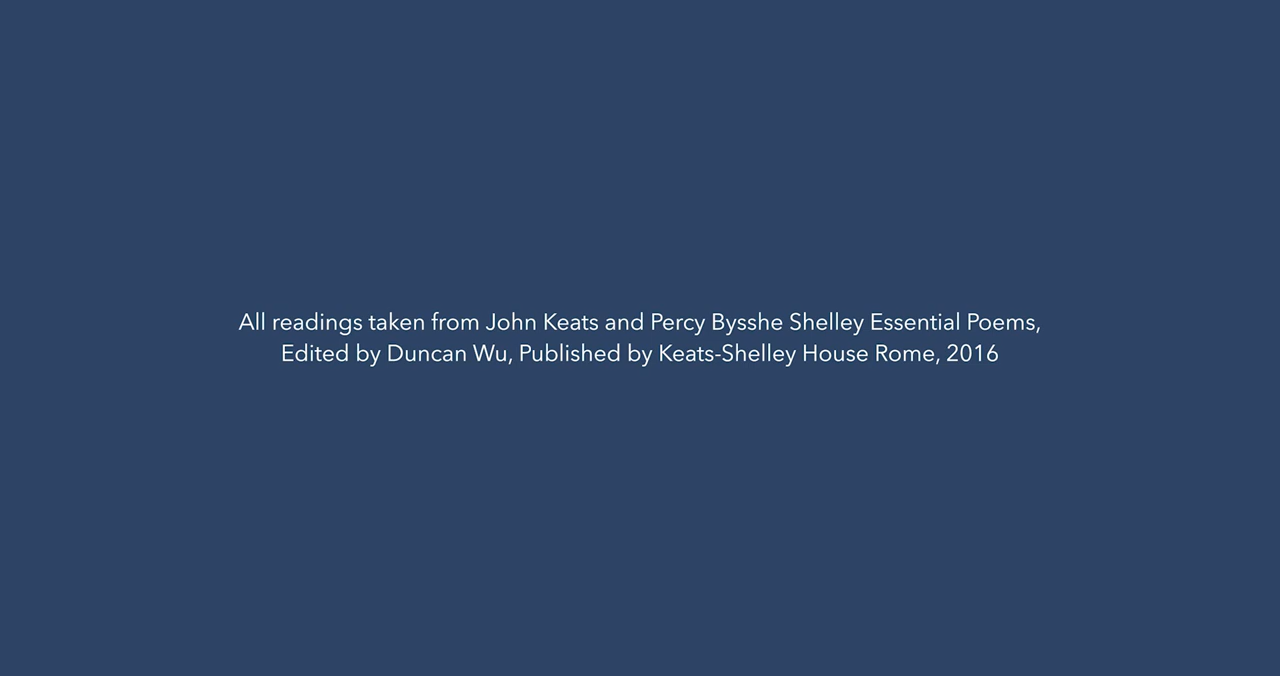 All readings taken from John Keats and Percy Bysshe Shelley Essential Poems,
Edited by Duncan Wu, Published by Keats-Shelley House Rome, 2016